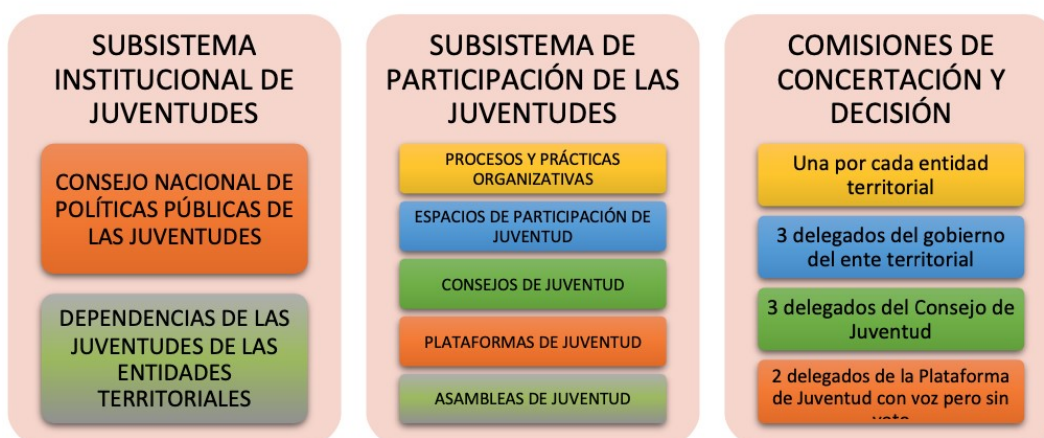 SUBSISTEMA
INSTITUCIONAL DE
JUVENTUDES
CONSEJO NACIONAL DE
POLÍTICAS PÚBLICAS DE
LAS JUVENTUDES
DEPENDENCIAS DE LAS
JUVENTUDES DE LAS
ENTIDADES
TERRITORIALES
SUBSISTEMA DE
PARTICIPACIÓN DE LAS
JUVENTUDES
PROCESOS Y PRÁCTICAS
ORGANIZATIVAS
ESPACIOS DE PARTICIPACIÓN DE
JUVENTUD
CONSEJOS DE JUVENTUD
PLATAFORMAS DE JUVENTUD
ASAMBLEAS DE JUVENTUD
COMISIONES DE
CONCERTACIÓN Y
DECISIÓN
Una por cada entidad
territorial
3 delegados del gobierno
del ente territorial
3 delegados del Consejo de
Juventud
2 delegados de la Plataforma
de Juventud con voz pero sin
voto